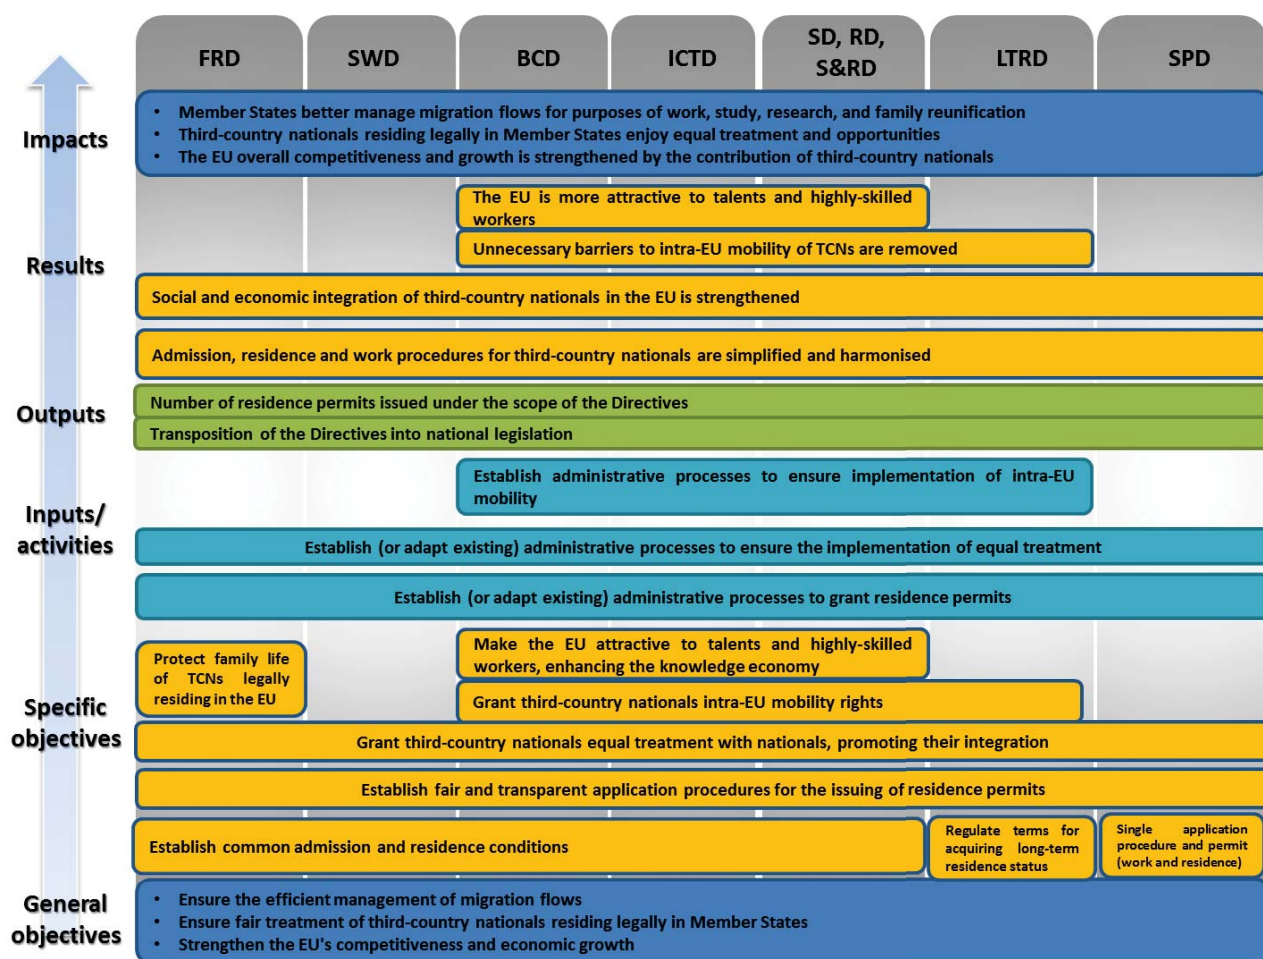 FRD
SWD
BCD
ICTD
SD, RD,
S&RD
LTRD
SPD
Impacts
• Member States better manage migration flows for purposes of work, study, research, and family reunification
• Third-country nationals residing legally in Member States enjoy equal treatment and opportunities
• The EU overall competitiveness and growth is strengthened by the contribution of third-country nationals
Results
The EU is more attractive to talents and highly-skilled
workers
Unnecessary barriers to intra-EU mobility of TCNs are removed
Social and economic integration of third-country nationals in the EU is strengthened
Admission, residence and work procedures for third-country nationals are simplified and harmonised
Outputs
Number of residence permits issued under the scope of the Directives
Transposition of the Directives into national legislation
Inputs/
activities
Establish administrative processes to ensure implementation of intra-EU
mobility
Establish (or adapt existing) administrative processes to ensure the implementation of equal treatment
Establish (or adapt existing) administrative processes to grant residence permits
Specific
objectives
Protect family life
of TCNs legally
residing in the EU
Make the EU attractive to talents and highly-skilled
workers, enhancing the knowledge economy
Grant third-country nationals intra-EU mobility rights
Grant third-country nationals equal treatment with nationals, promoting their integration
Establish fair and transparent application procedures for the issuing of residence permits
Establish common admission and residence conditions
Regulate terms for
acquiring long-term
residence status
Single application
procedure and permit
(work and residence)
General
objectives
• Ensure the efficient management of migration flows
• Ensure fair treatment of third-country nationals residing legally in Member States
• Strengthen the EU's competitiveness and economic growth